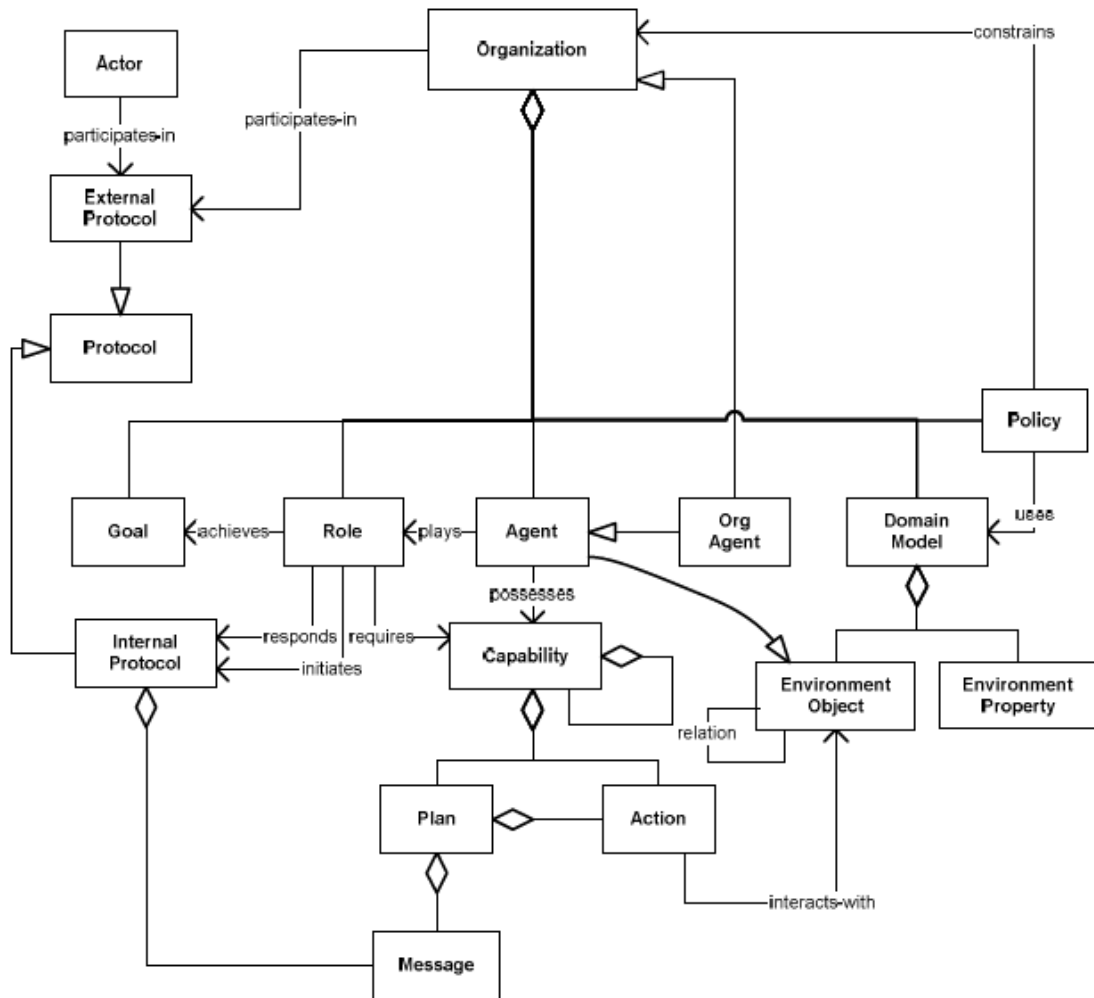 Organization
constrains
Actor
participates-in
participates-in
External
Protocol
Protocol
Policy
Goal
achieves
Role
plays
Agent
Org
Agent
Domain
Model
uses
possesses
Internal
Protocol
responds
requires
initiates
Capability
Environment
Object
Environment
Property
relation
Plan
Action
interacts-with
Message